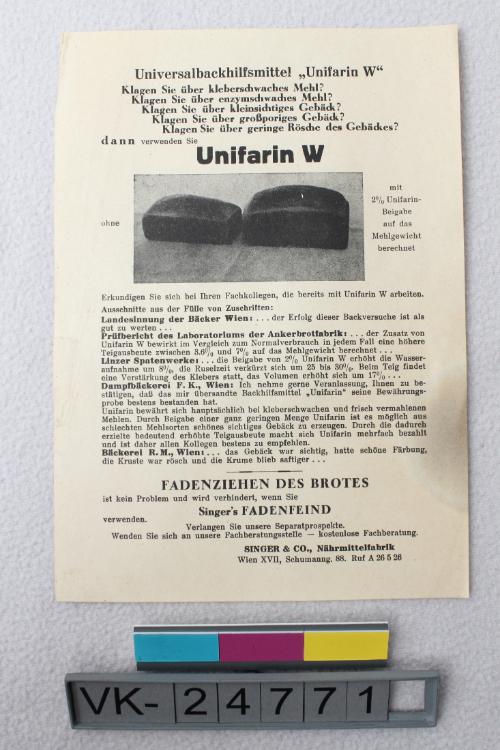 Universalbackhilfsmittel „Unifarin W“
Klagen Sie über kleberschwaches Mehl?
Klagen Sie über enzymschwaches Mehl?
Klagen Sie über kleinsichtiges Gebäck?
Klagen Sie über großporiges Gebäck?
Klagen Sie über geringe Rösche des Gebäckes?
dann verwenden Sie
Unifarin W
ohne
mit
2% Unifarin-
Beigabe
auf das
Mehlgewicht
berechnet
Erkundigen Sie sich bei Ihren Fachkollegen, die bereits mit Unifarin W arbeiten.
Ausschnitte aus der Fülle von Zuschriften:
Landesinnung der Bäcker Wien: ... der Erfolg dieser Backversuche ist als
gut zu werten ...
Prüfbericht des Laboratoriums der Ankerbrotfabrik: ... der Zusatz von
Unifarin W bewirkt im Vergleich zum Normalverbrauch in jedem Fall eine höhere
Teigausbeute zwischen 3.6% und 7% auf das Mehlgewicht berechnet ...
Linzer Spatenwerke: ... die Beigabe von 2% Unifarin W erhöht die Wasser-
aufnahme um 8%, die Ruselzeit verkürzt sich um 25 bis 30%. Beim Teig findet
eine Verstärkung des Klebers statt, das Volumen erhöht sich um 17% ...
Dampfbäckerei F. K., Wien: Ich nehme gerne Veranlassung, Ihnen zu be-
stätigen, daß das mir übersandte Backhilfsmittel „Unifarin“ seine Bewährungs-
probe bestens bestanden hat.
Unifarin bewährt sich hauptsächlich bei kleberschwachen und frisch vermahlenen
Mehlen. Durch Beigabe einer ganz geringen Menge Unifarin ist es möglich aus
schlechten Mehlsorten schönes sichtiges Gebäck zu erzeugen. Durch die dadurch
erzielte bedeutend erhöhte Teigausbeute macht sich Unifarin mehrfach bezahlt
und ist daher allen Kollegen bestens zu empfehlen.
Bäckerei R. M., Wien: ... das Gebäck war sichtig, hatte schöne Färbung,
die Kruste war rösch und die Krume blieb saftiger ...
FADENZIEHEN DES BROTES
ist kein Problem und wird verhindert, wenn Sie
Singer's FADENFEIND
verwenden.
Verlangen Sie unsere Separatprospekte.
Wenden Sie sich an unsere Fachberatungsstelle — kostenlose Fachberatung.
SINGER & CO., Nährmittelfabrik
Wien XVII, Schumanng. 88. Ruf A 26 5 26
VK-24771